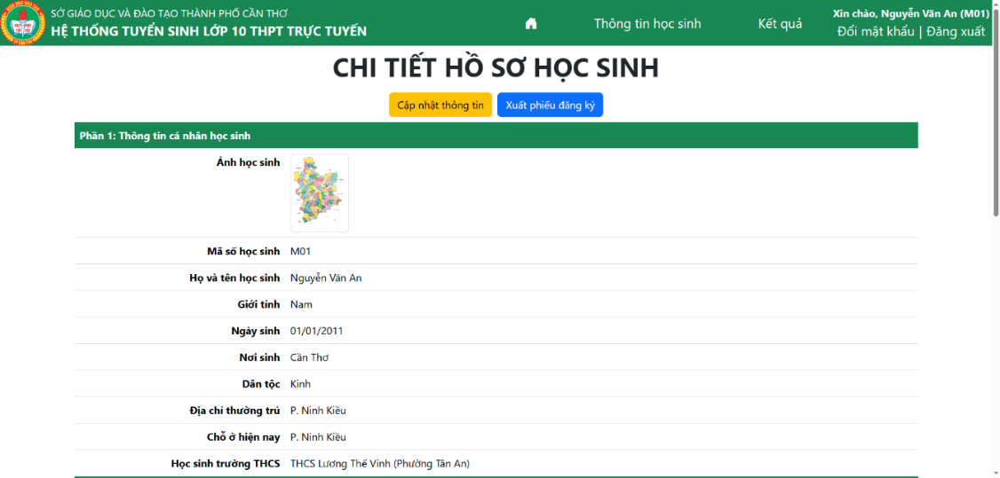 SỞ GIÁO DỤC VÀ ĐÀO TẠO THÀNH PHỐ CẦN THƠ
HỆ THỐNG TUYỂN SINH LỚP 10 THPT TRỰC TUYẾN
Thông tin học sinh
Kết quả
Xin chào, Nguyễn Văn An (M01)
Đổi mật khẩu | Đăng xuất
CHI TIẾT HỒ SƠ HỌC SINH
Cập nhật thông tin
Xuất phiếu đăng ký
Phần 1: Thông tin cá nhân học sinh
Ảnh học sinh
Mã số học sinh M01
Họ và tên học sinh Nguyễn Văn An
Giới tính Nam
Ngày sinh 01/01/2011
Nơi sinh Cần Thơ
Dân tộc Kinh
Địa chỉ thường trú P. Ninh Kiều
Chỗ ở hiện nay P. Ninh Kiều
Học sinh trường THCS THCS Lương Thế Vinh (Phường Tân An)